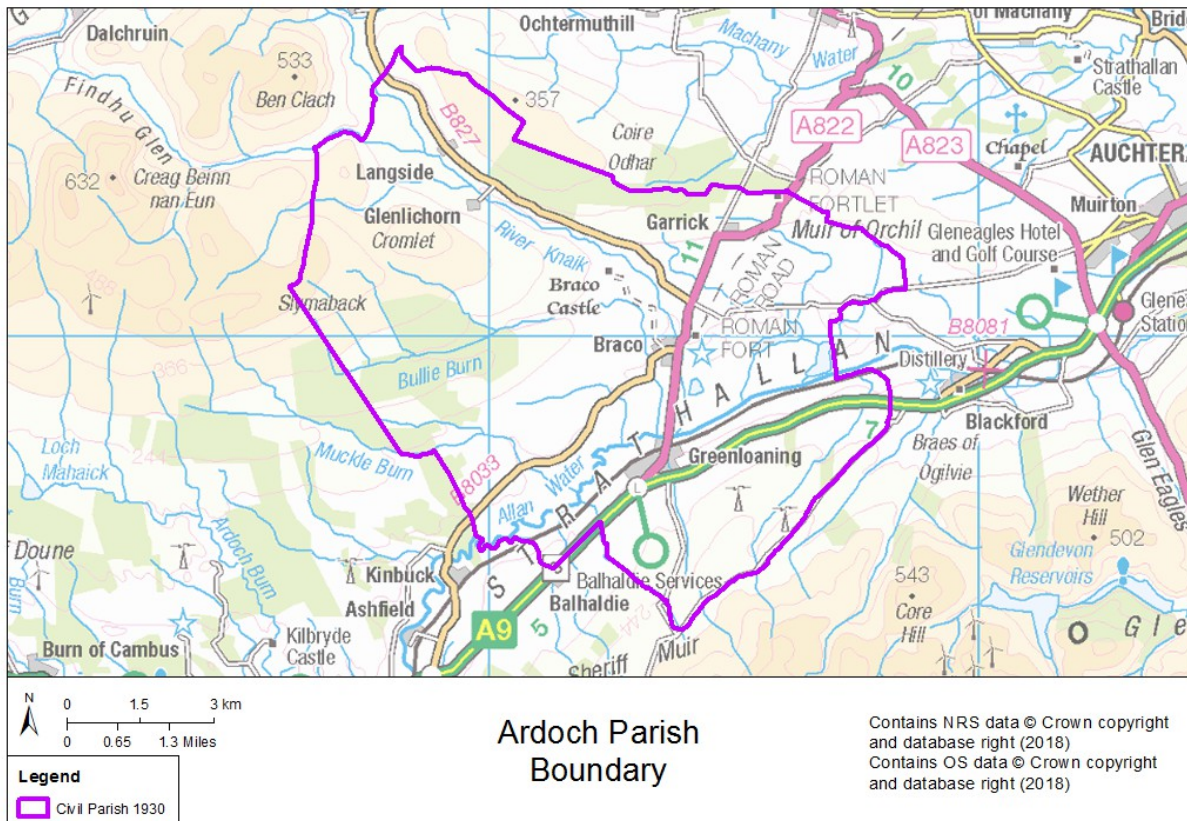 Dalchruin
Ochtermuthill
of Machany
Machany
Water
10
Strathallan
Castle
533
Ben Clach
357
B827
Findhu Glen
Coire
Odhar
A822
A823
Chapel
632
Creag Beinn
nan Eun
Langside
ROMAN
FORTLET
Muirton
Glenlichorn
Cromlet
Garrick
Muir of Orchil
Gleneagles Hotel
and Golf Course
River Knaik
11
ROMAN
ROAD
Braco
Castle
Slymaback
B8081
Station
Braco
ROMAN
FORT
Distillery
386
Bullie Burn
STRATHALLAN
Blackford
7
Braes of
Ogilvie
Loch
Mahaick
Muckle Burn
B8033
Greenloaning
Glen Eagles
Allan Water
L
Wether
Hill
502
Doune
Ardoch Burn
Burn
Glendevon
Reservoirs
Kinbuck
S
Balhaldie Services
Balhaldie
543
Core
Hill
Ashfield
A9
5
Burn of Cambus
Kilbryde
Castle
Sheriff
Muir
N
0 1.5 3 km
0 0.65 1.3 Miles
Ardoch Parish
Boundary
Contains NRS data © Crown copyright
and database right (2018)
Contains OS data © Crown copyright
and database right (2018)
Legend
Civil Parish 1930